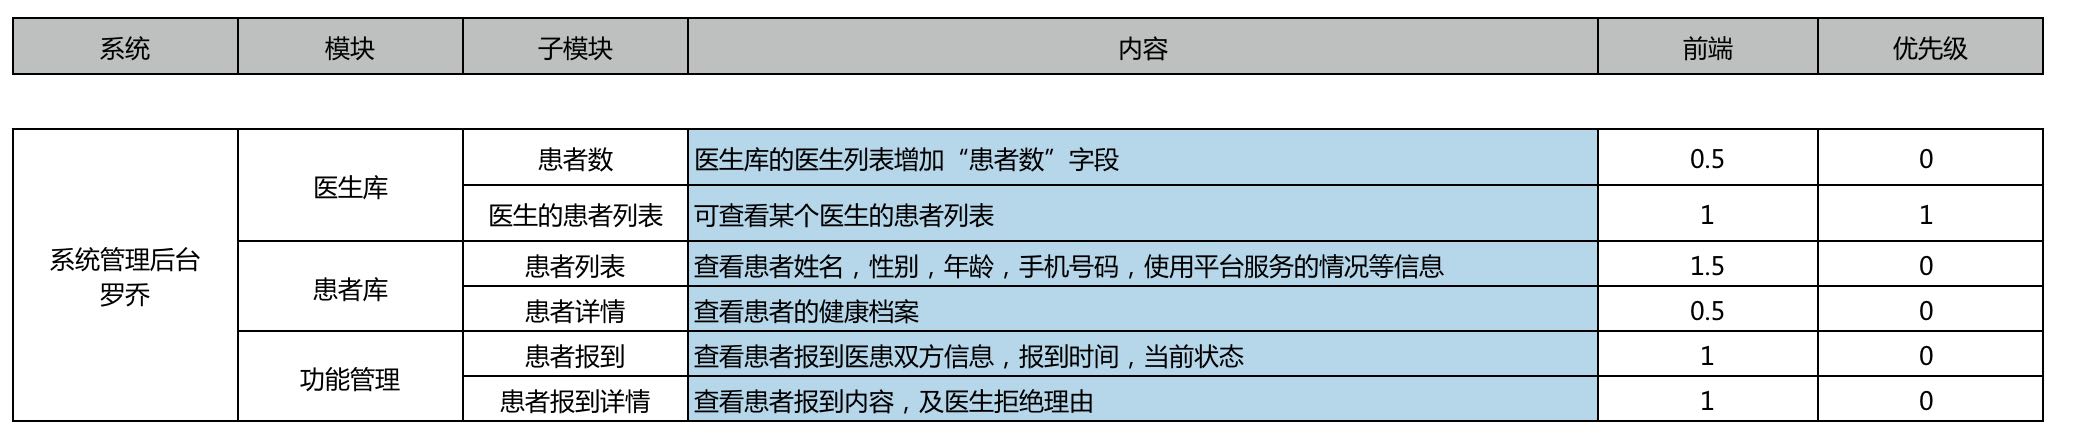 系统 模块 子模块 内容 前端 优先级
系统管理后台
罗乔
医生库
患者数 医生库的医生列表增加“患者数”字段 0.5 0
医生的患者列表 可查看某个医生的患者列表 1 1
患者库
患者列表 查看患者姓名，性别，年龄，手机号码，使用平台服务的情况等信息 1.5 0
患者详情 查看患者的健康档案 0.5 0
功能管理
患者报到 查看患者报到医患双方信息，报到时间，当前状态 1 0
患者报到详情 查看患者报到内容，及医生拒绝理由 1 0